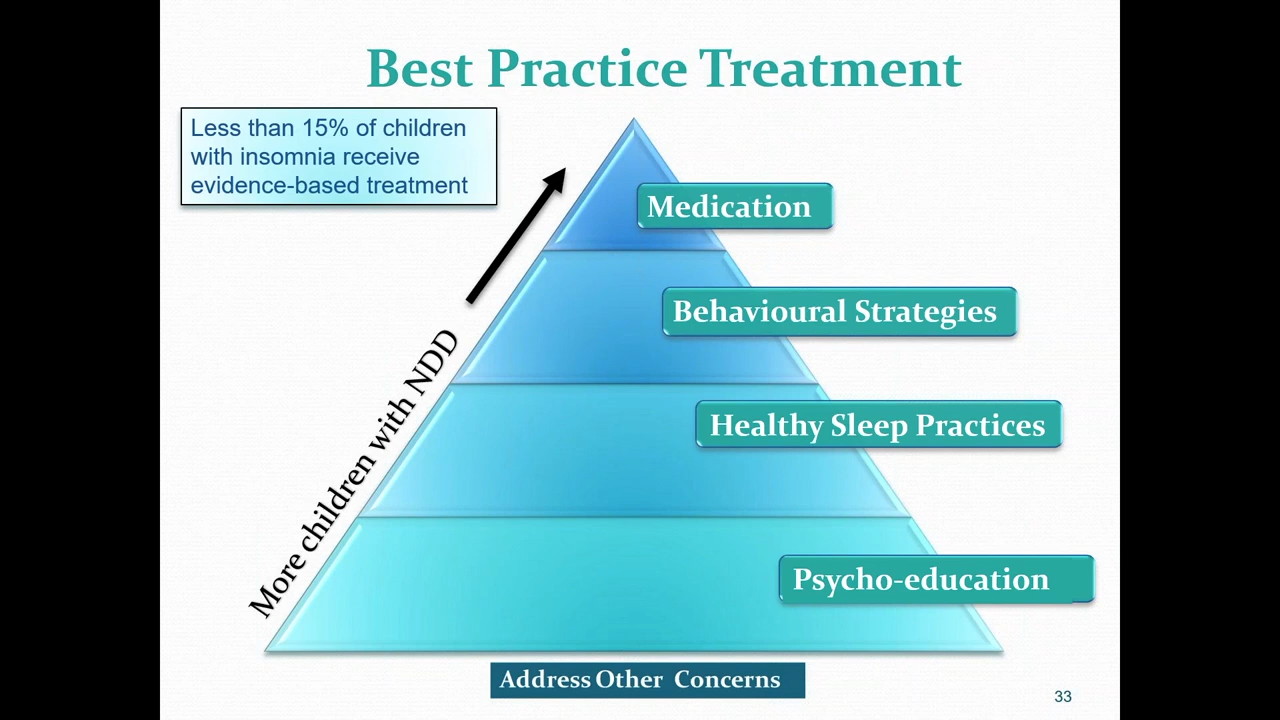 Best Practice Treatment
Less than 15% of children
with insomnia receive
evidence-based treatment
Medication
Behavioural Strategies
Healthy Sleep Practices
Psycho-education
More children with NDD
Address Other Concerns
33